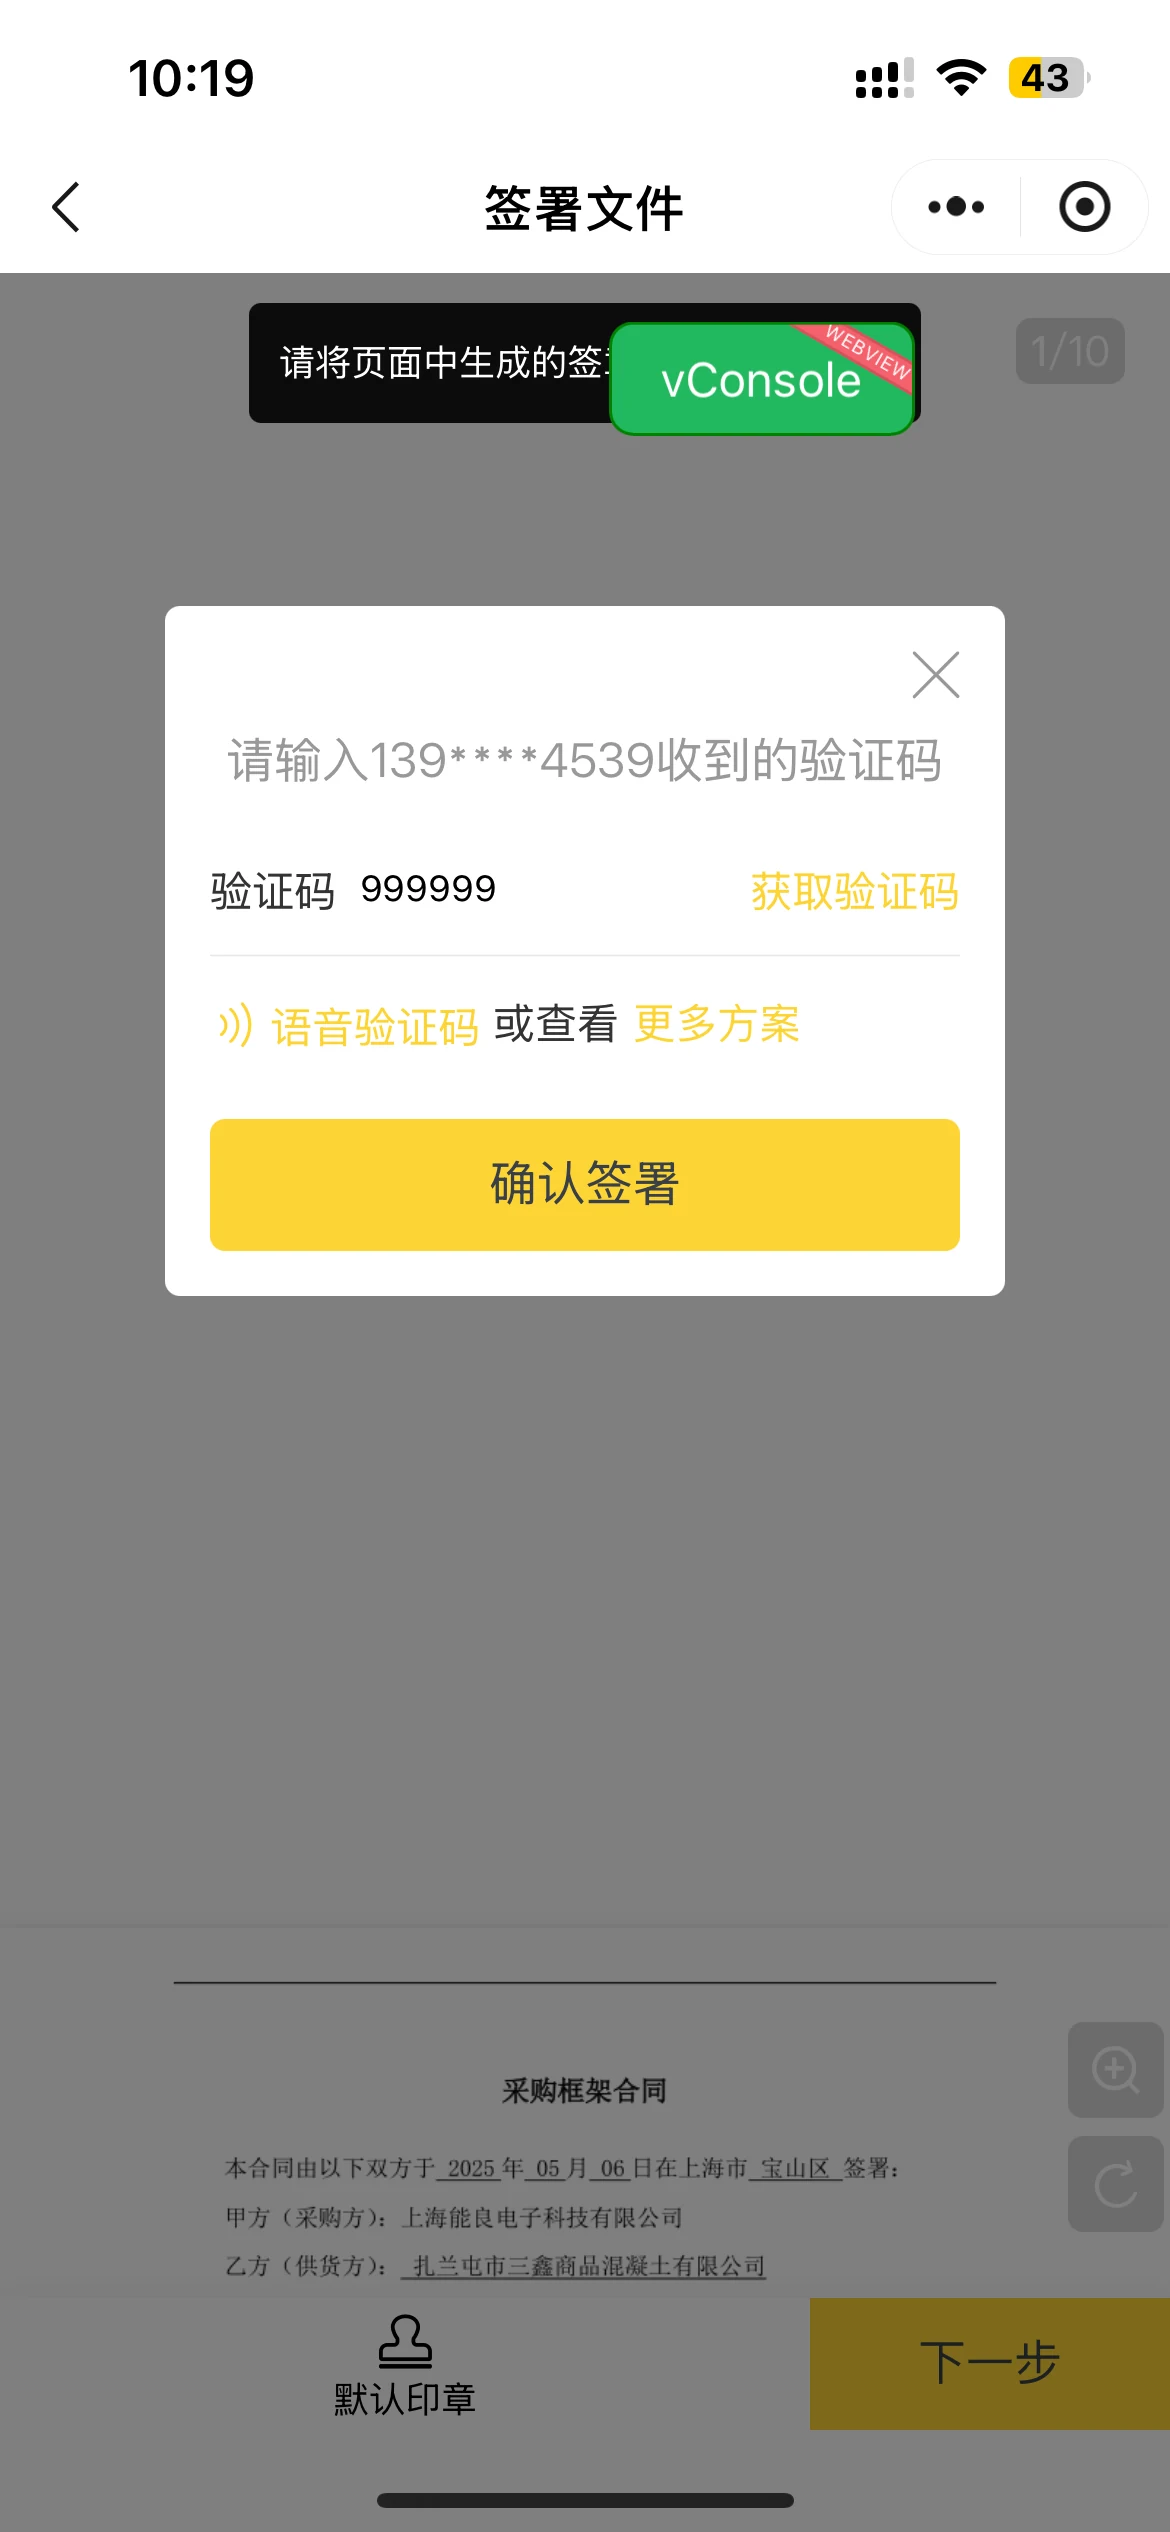 10:19
43
签署文件
请将页面中生成的签
vConsole
WEBVIEW
1/10
请输入139****4539收到的验证码
验证码 999999 获取验证码
语音验证码 或查看 更多方案
确认签署
采购框架合同
本合同由以下双方于 2025 年 05 月 06 日在上海市 宝山区 签署：
甲方（采购方）：上海能良电子科技有限公司
乙方（供货方）： 扎兰屯市三鑫商品混凝土有限公司
默认印章
下一步